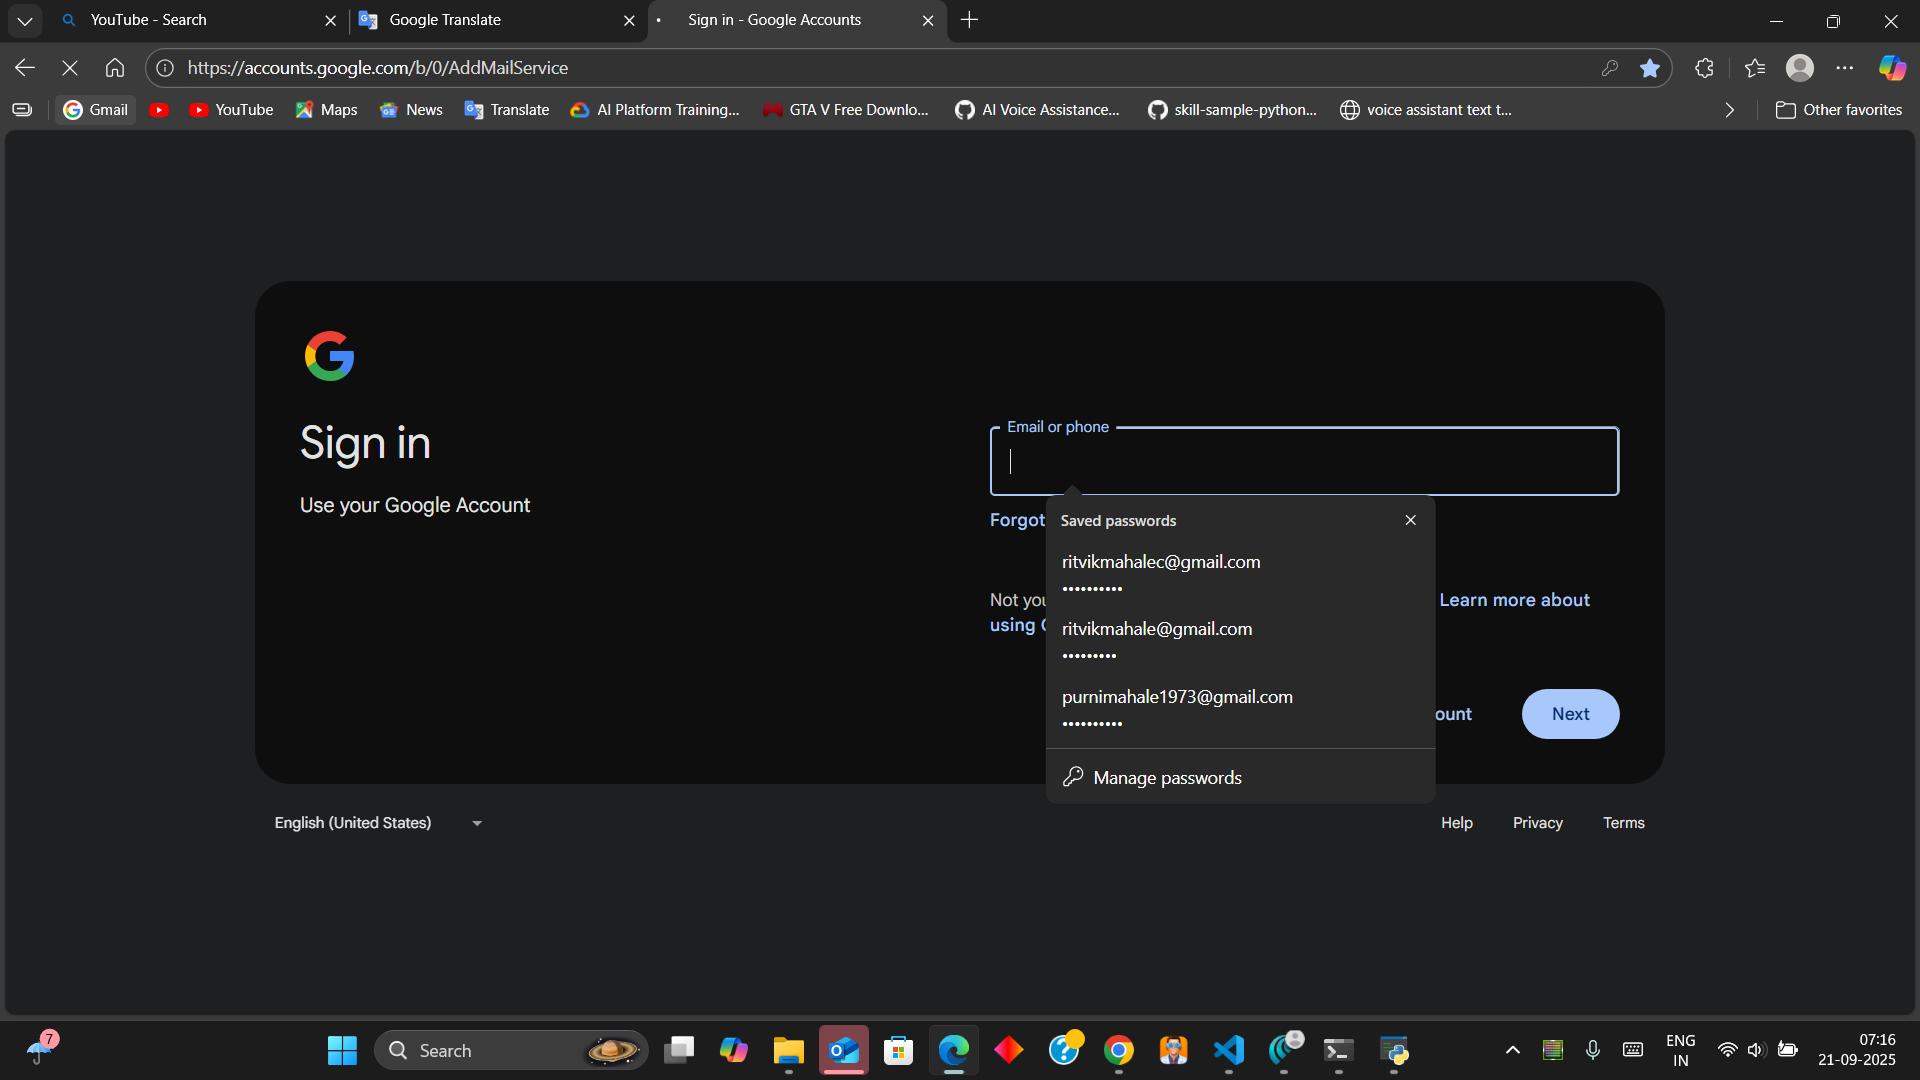 YouTube - Search
Google Translate
Sign in - Google Accounts
https://accounts.google.com/b/0/AddMailService
Gmail
YouTube
Maps
News
Translate
AI Platform Training...
GTA V Free Downlo...
AI Voice Assistance...
skill-sample-python...
voice assistant text t...
Other favorites
Sign in
Use your Google Account
Email or phone
Forgot
Saved passwords
ritvikmahalec@gmail.com
••••••••••
ritvikmahale@gmail.com
•••••••••
purnimahale1973@gmail.com
••••••••••
Manage passwords
Not you
Learn more about
using
ount
Next
English (United States)
Help
Privacy
Terms
7
Search
ENG
IN
07:16
21-09-2025